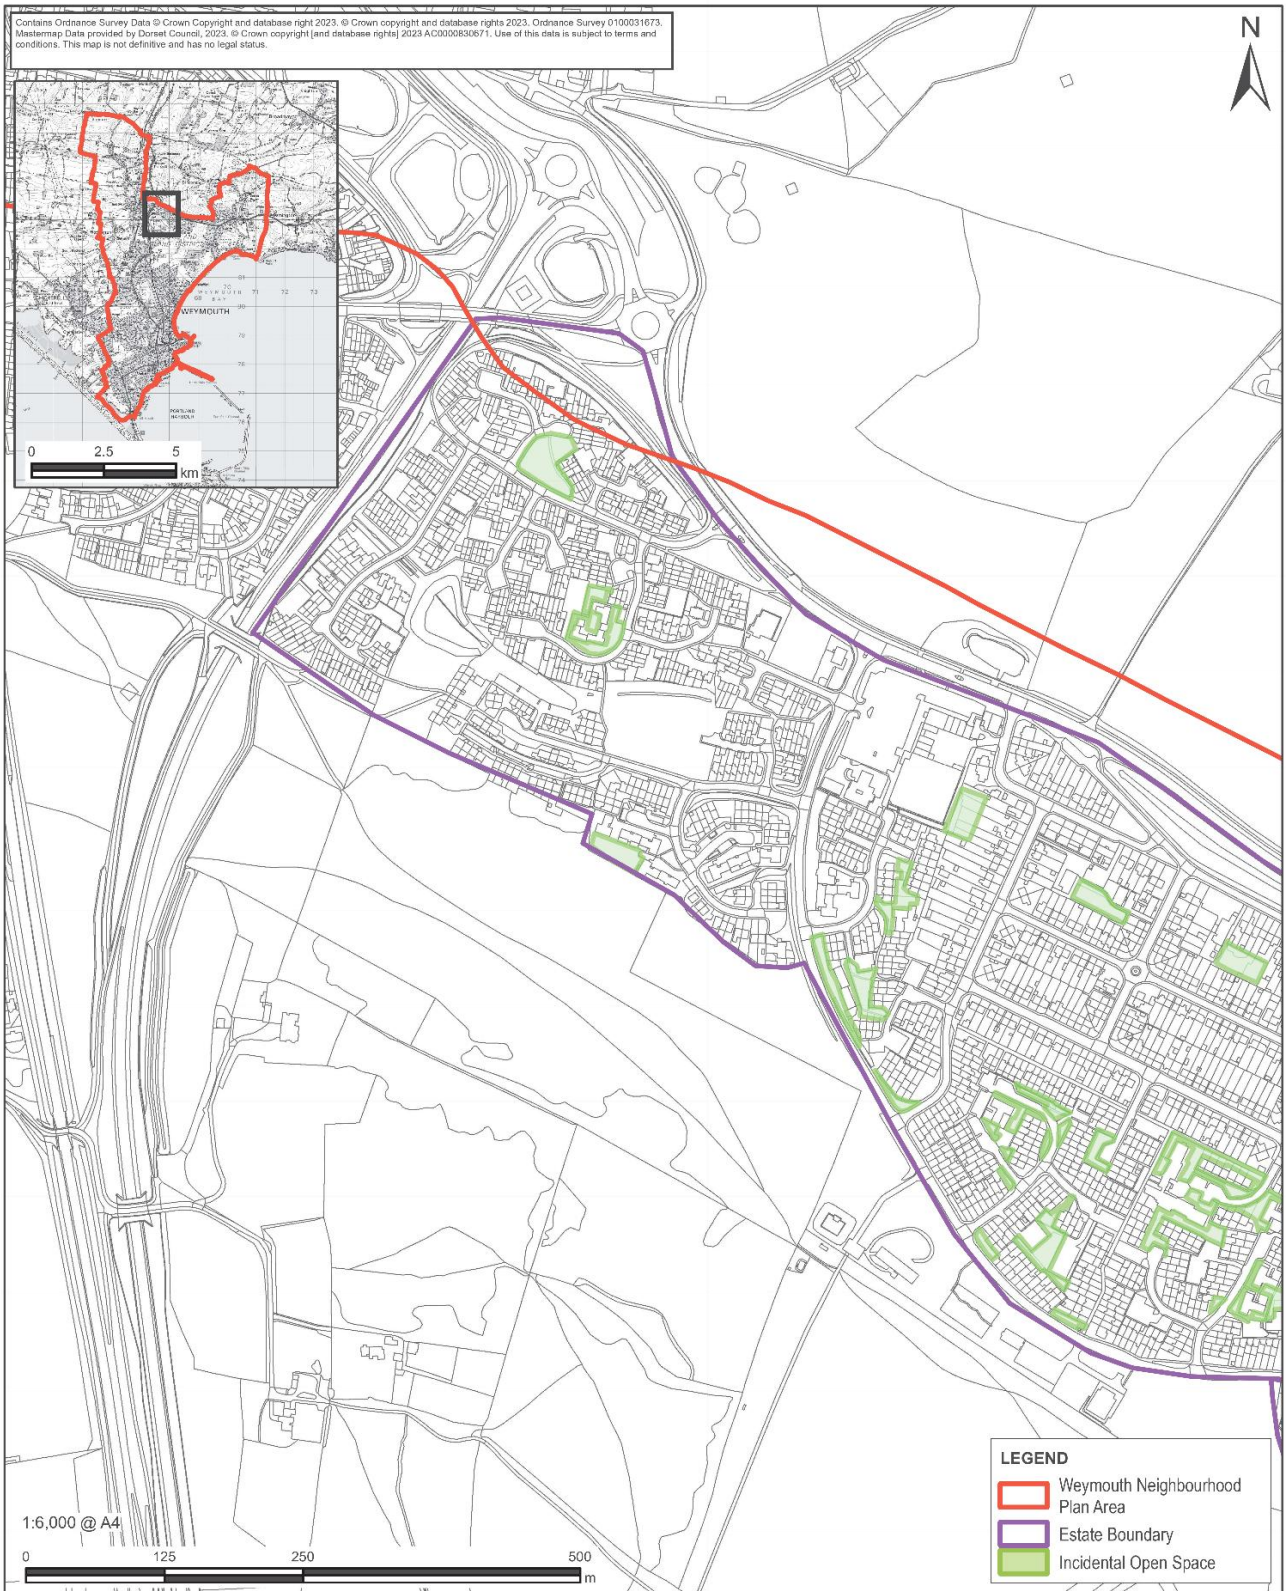 Contains Ordnance Survey Data © Crown Copyright and database right 2023. © Crown copyright and database rights 2023. Ordnance Survey 0100031673.
Mastermap Data provided by Dorset Council, 2023. © Crown copyright [and database rights] 2023 AC0000830671. Use of this data is subject to terms and
conditions. This map is not definitive and has no legal status.
N
WEYMOUTH
PORTLAND
HARBOUR
0 2.5 5
km
1:6,000 @ A4
0 125 250 500
m
LEGEND
Weymouth Neighbourhood
Plan Area
Estate Boundary
Incidental Open Space